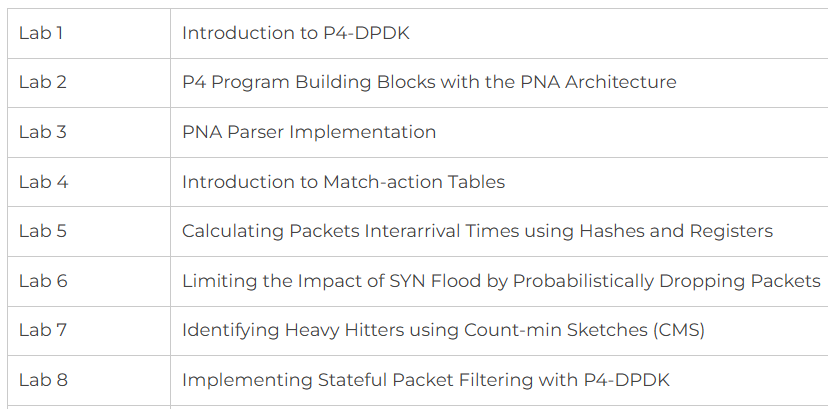 Lab 1 Introduction to P4-DPDK
Lab 2 P4 Program Building Blocks with the PNA Architecture
Lab 3 PNA Parser Implementation
Lab 4 Introduction to Match-action Tables
Lab 5 Calculating Packets Interarrival Times using Hashes and Registers
Lab 6 Limiting the Impact of SYN Flood by Probabilistically Dropping Packets
Lab 7 Identifying Heavy Hitters using Count-min Sketches (CMS)
Lab 8 Implementing Stateful Packet Filtering with P4-DPDK